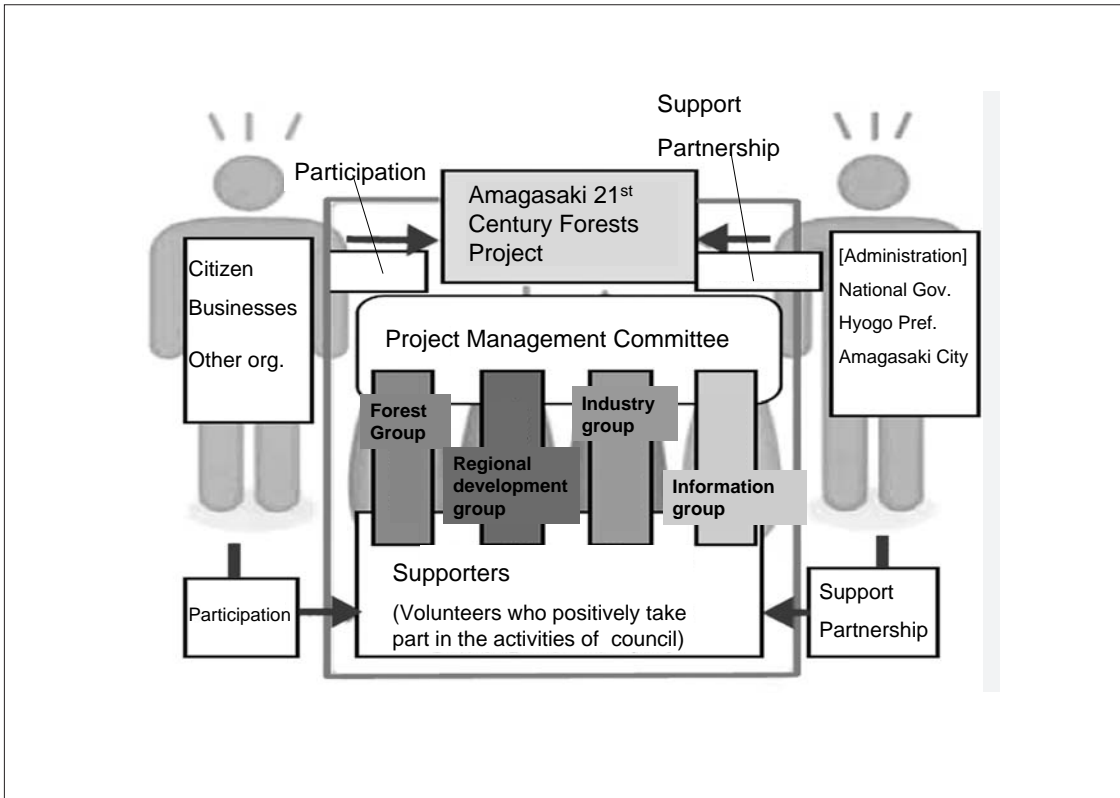 Support
Partnership
Participation
Amagasaki 21st
Century Forests
Project
Citizen
Businesses
Other org.
[Administration]
National Gov.
Hyogo Pref.
Amagasaki City
Project Management Committee
Forest
Group
Regional
development
group
Industry
group
Information
group
Supporters
(Volunteers who positively take
part in the activities of council)
Participation
Support
Partnership